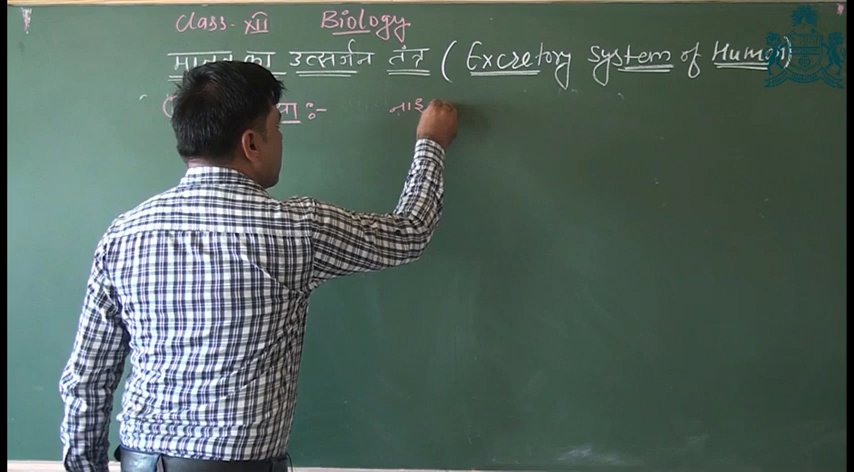 Class- XII Biology
मानव का उत्सर्जन तंत्र ( Excretory System of Human)
:- नाइ